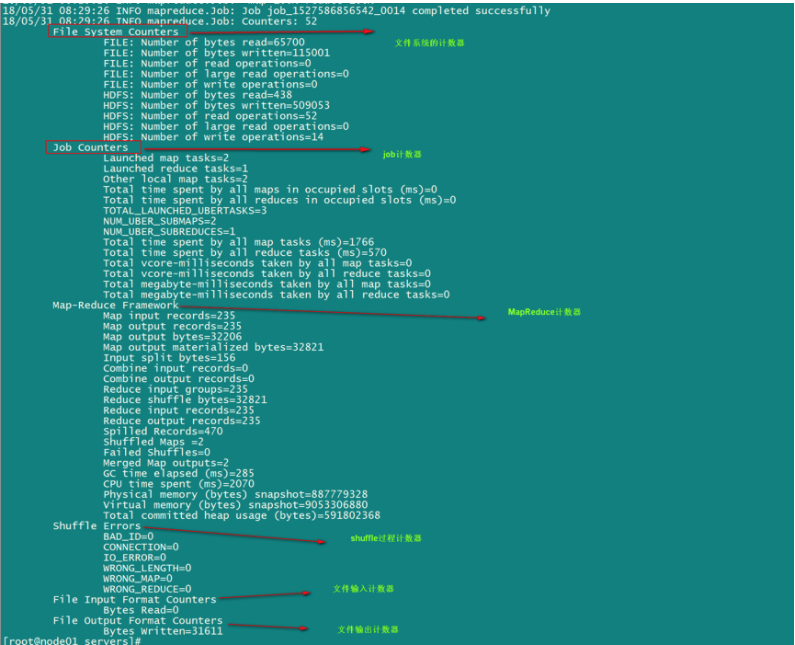 18/05/31 08:29:26 INFO mapreduce.Job: Job job_1527586856542_0014 completed successfully
18/05/31 08:29:26 INFO mapreduce.Job: Counters: 52
File System Counters 文件系统的计数器
FILE: Number of bytes read=65700
FILE: Number of bytes written=115001
FILE: Number of read operations=0
FILE: Number of large read operations=0
FILE: Number of write operations=0
HDFS: Number of bytes read=438
HDFS: Number of bytes written=509053
HDFS: Number of read operations=52
HDFS: Number of large read operations=0
HDFS: Number of write operations=14
Job Counters job计数器
Launched map tasks=2
Launched reduce tasks=1
Other local map tasks=2
Total time spent by all maps in occupied slots (ms)=0
Total time spent by all reduces in occupied slots (ms)=0
TOTAL_LAUNCHED_UBERTASKS=3
NUM_UBER_SUBMAPS=2
NUM_UBER_SUBREDUCES=1
Total time spent by all map tasks (ms)=1766
Total time spent by all reduce tasks (ms)=570
Total vcore-milliseconds taken by all map tasks=0
Total vcore-milliseconds taken by all reduce tasks=0
Total megabyte-milliseconds taken by all map tasks=0
Total megabyte-milliseconds taken by all reduce tasks=0
Map-Reduce Framework MapReduce计数器
Map input records=235
Map output records=235
Map output bytes=32206
Map output materialized bytes=32821
Input split bytes=156
Combine input records=0
Combine output records=0
Reduce input groups=235
Reduce shuffle bytes=32821
Reduce input records=235
Reduce output records=235
Spilled Records=470
Shuffled Maps =2
Failed Shuffles=0
Merged Map outputs=2
GC time elapsed (ms)=285
CPU time spent (ms)=2070
Physical memory (bytes) snapshot=887779328
Virtual memory (bytes) snapshot=9053306880
Total committed heap usage (bytes)=591802368
Shuffle Errors shuffle过程计数器
BAD_ID=0
CONNECTION=0
IO_ERROR=0
WRONG_LENGTH=0
WRONG_MAP=0
WRONG_REDUCE=0
File Input Format Counters 文件输入计数器
Bytes Read=0
File Output Format Counters 文件输出计数器
Bytes Written=31611
[root@node01 servers]#